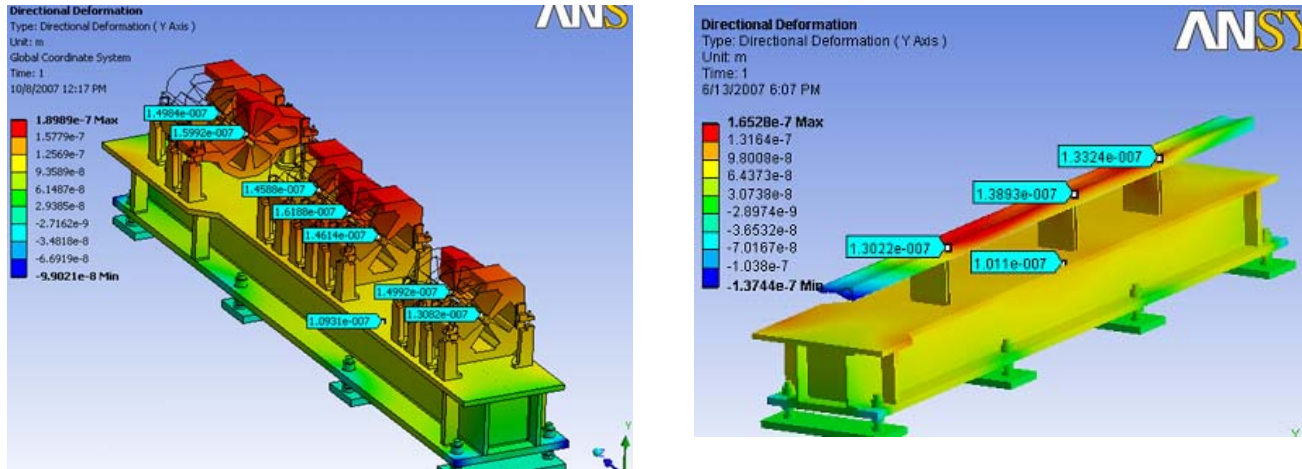 Directional Deformation
Type: Directional Deformation ( Y Axis )
Unit: m
Global Coordinate System
Time: 1
10/8/2007 12:17 PM
1.8989e-7 Max
1.5779e-7
1.2569e-7
9.3589e-8
6.1487e-8
2.9385e-8
-2.7162e-9
-3.4818e-8
-6.6919e-8
-9.9021e-8 Min
ANS
1.4984e-007
1.5992e-007
1.4588e-007
1.6188e-007
1.4614e-007
1.4992e-007
1.3082e-007
1.0931e-007
Y
Z
Directional Deformation
Type: Directional Deformation ( Y Axis )
Unit: m
Time: 1
6/13/2007 6:07 PM
1.6528e-7 Max
1.3164e-7
9.8008e-8
6.4373e-8
3.0738e-8
-2.8974e-9
-3.6532e-8
-7.0167e-8
-1.038e-7
-1.3744e-7 Min
ANSY
1.3324e-007
1.3893e-007
1.3022e-007
1.011e-007
Y